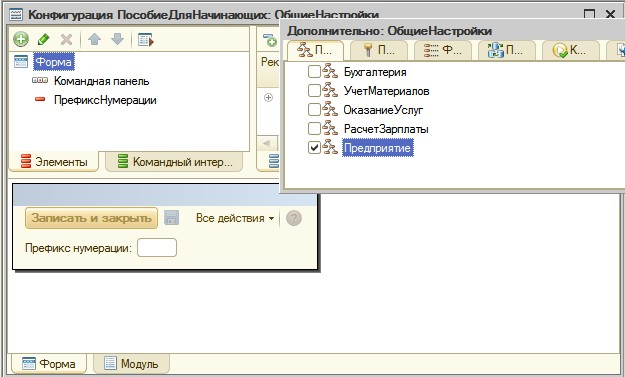 Конфигурация ПособиеДляНачинающих: ОбщиеНастройки
Дополнительно: ОбщиеНастройки
П...
П...
Ф...
П...
К...
Форма
Командная панель
ПрефиксНумерации
Рек
Бухгалтерия
УчетМатериалов
ОказаниеУслуг
РасчетЗарплаты
Предприятие
Элементы
Командный интер...
Записать и закрыть
Все действия
?
Префикс нумерации:
Форма
Модуль